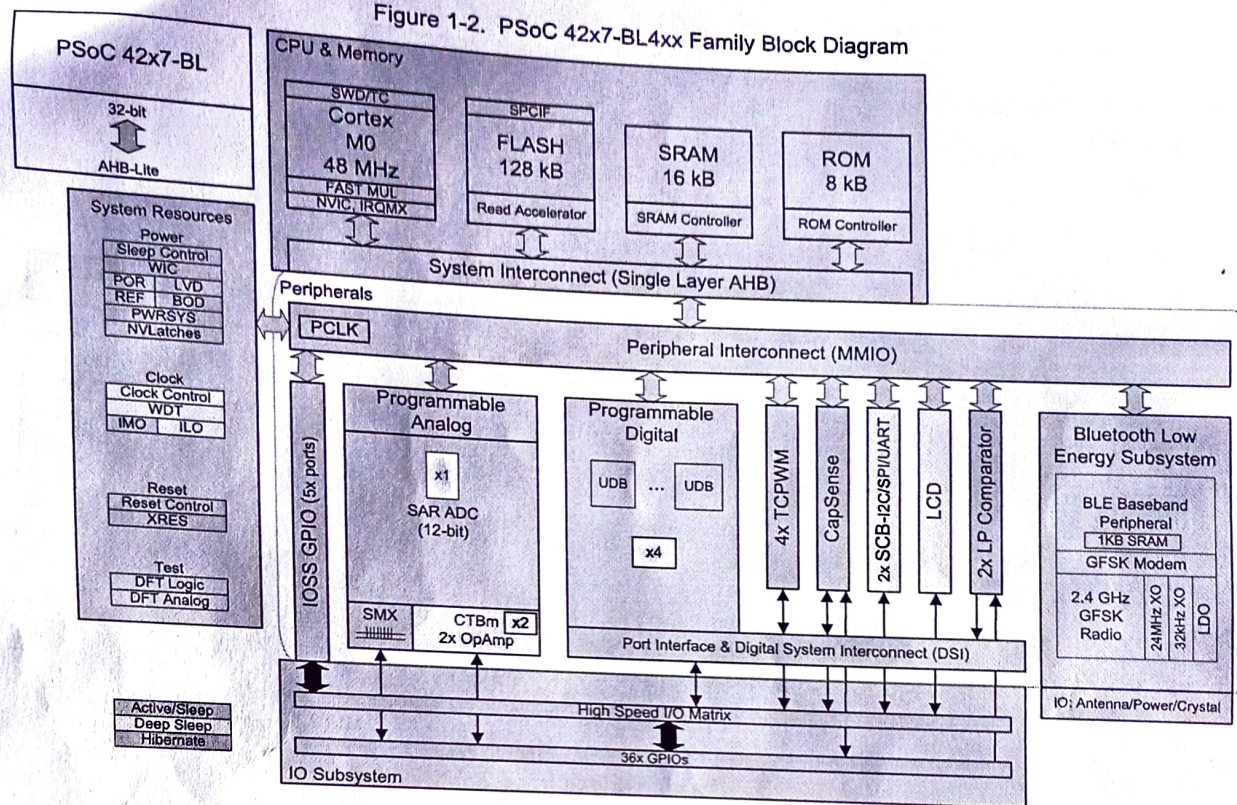 Figure 1-2. PSoC 42x7-BL4xx Family Block Diagram
PSoC 42x7-BL
32-bit
AHB-Lite
CPU & Memory
SWD/TC
Cortex
M0
48 MHz
FAST MUL
NVIC, IRQMX
SPCIF
FLASH
128 kB
Read Accelerator
SRAM
16 kB
SRAM Controller
ROM
8 kB
ROM Controller
System Interconnect (Single Layer AHB)
System Resources
Power
Sleep Control
WIC
POR LVD
REF BOD
PWRSYS
NVLatches
Clock
Clock Control
WDT
IMO ILO
Reset
Reset Control
XRES
Test
DFT Logic
DFT Analog
Peripherals
PCLK
Peripheral Interconnect (MMIO)
IOSS GPIO (5x ports)
Programmable
Analog
x1
SAR ADC
(12-bit)
SMX
CTBm x2
2x OpAmp
Programmable
Digital
UDB ... UDB
x4
4x TCPWM
CapSense
2x SCB-I2C/SPI/UART
LCD
2x LP Comparator
Port Interface & Digital System Interconnect (DSI)
Bluetooth Low
Energy Subsystem
BLE Baseband
Peripheral
1KB SRAM
GFSK Modem
2.4 GHz
GFSK
Radio
24MHz XO
32kHz XO
LDO
IO: Antenna/Power/Crystal
High Speed I/O Matrix
36x GPIOs
IO Subsystem
Active/Sleep
Deep Sleep
Hibernate